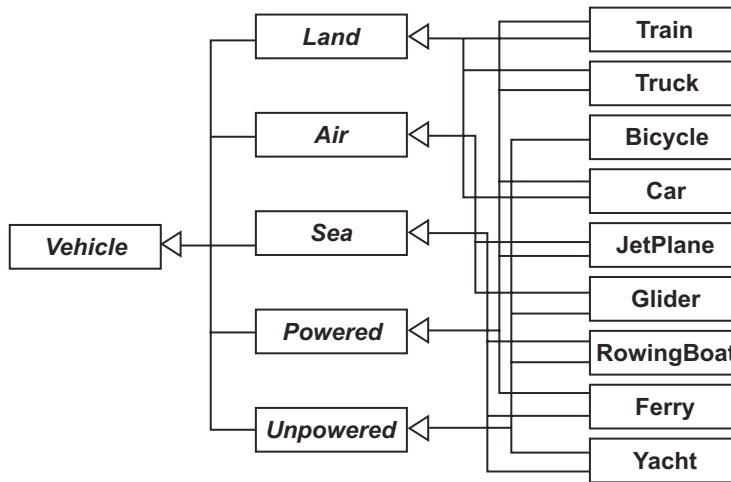 Vehicle
Land
Air
Sea
Powered
Unpowered
Train
Truck
Bicycle
Car
JetPlane
Glider
RowingBoat
Ferry
Yacht